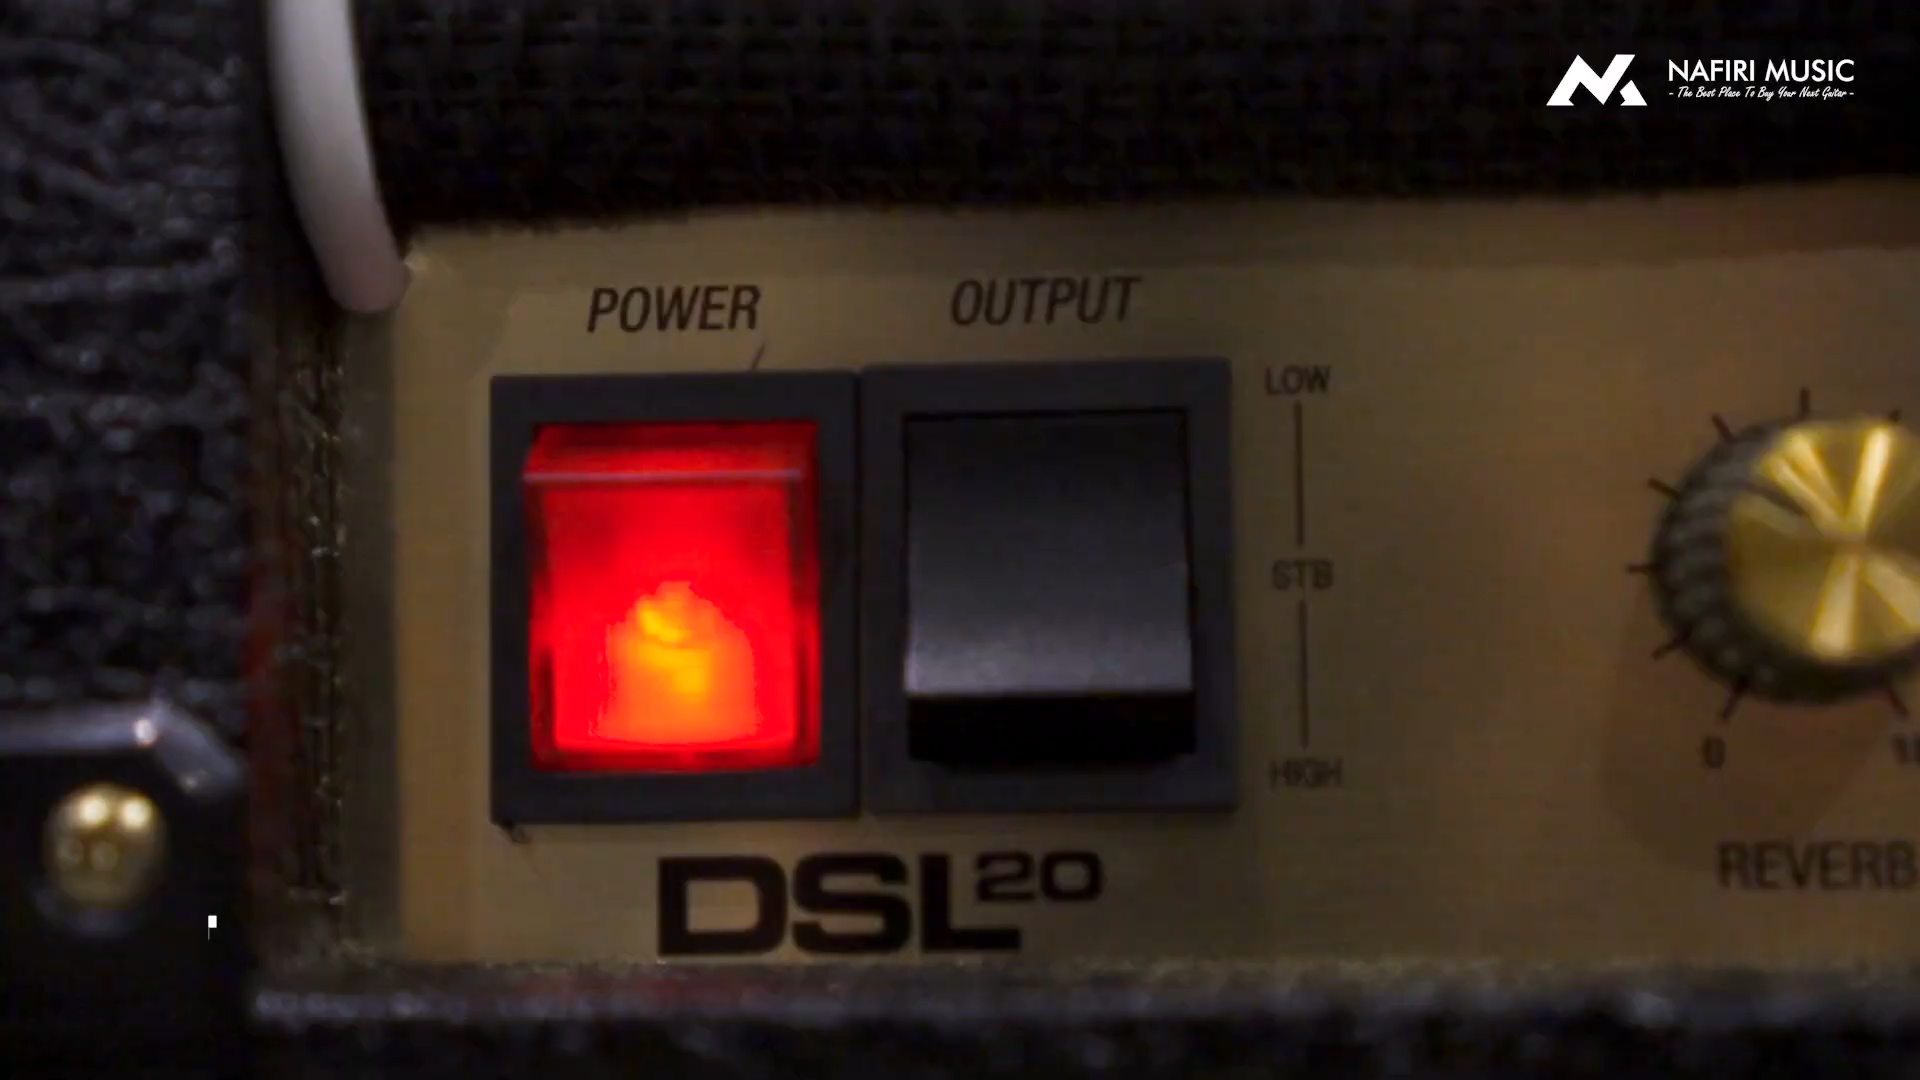 NAFIRI MUSIC
- The Best Place To Buy Your Next Guitar -
POWER
OUTPUT
LOW
STB
HIGH
0
REVERB
DSL20